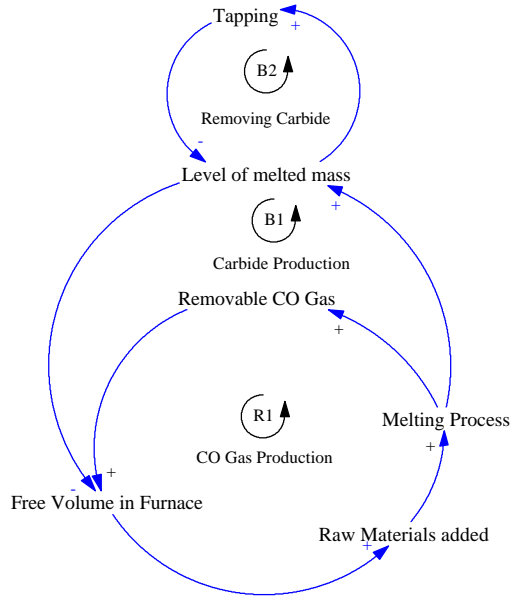 Tapping
+
B2
Removing Carbide
-
Level of melted mass
+
B1
Carbide Production
Removable CO Gas
+
R1
Melting Process
+
CO Gas Production
+
-
Free Volume in Furnace
Raw Materials added
+